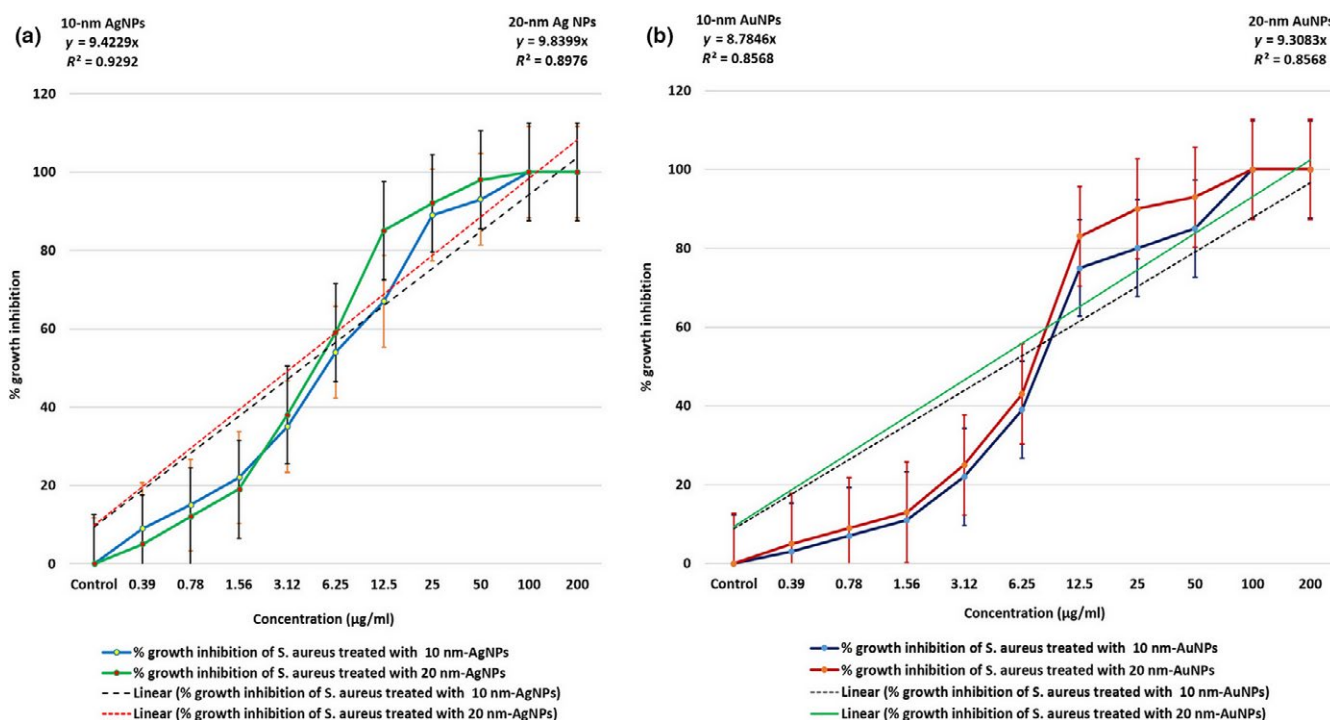 (a)
10-nm AgNPs
y = 9.4229x
R² = 0.9292
20-nm Ag NPs
y = 9.8399x
R² = 0.8976
120
100
80
60
40
20
0
% growth inhibition
Control 0.39 0.78 1.56 3.12 6.25 12.5 25 50 100 200
Concentration (µg/ml)
% growth inhibition of S. aureus treated with 10 nm-AgNPs
% growth inhibition of S. aureus treated with 20 nm-AgNPs
Linear (% growth inhibition of S. aureus treated with 10 nm-AgNPs)
Linear (% growth inhibition of S. aureus treated with 20 nm-AgNPs)
(b)
10-nm AuNPs
y = 8.7846x
R² = 0.8568
20-nm AuNPs
y = 9.3083x
R² = 0.8568
120
100
80
60
40
20
0
% growth inhibition
Control 0.39 0.78 1.56 3.12 6.25 12.5 25 50 100 200
Concentration (µg/ml)
% growth inhibition of S. aureus treated with 10 nm-AuNPs
% growth inhibition of S. aureus treated with 20 nm-AuNPs
Linear (% growth inhibition of S. aureus treated with 10 nm-AuNPs)
Linear (% growth inhibition of S. aureus treated with 20 nm-AuNPs)